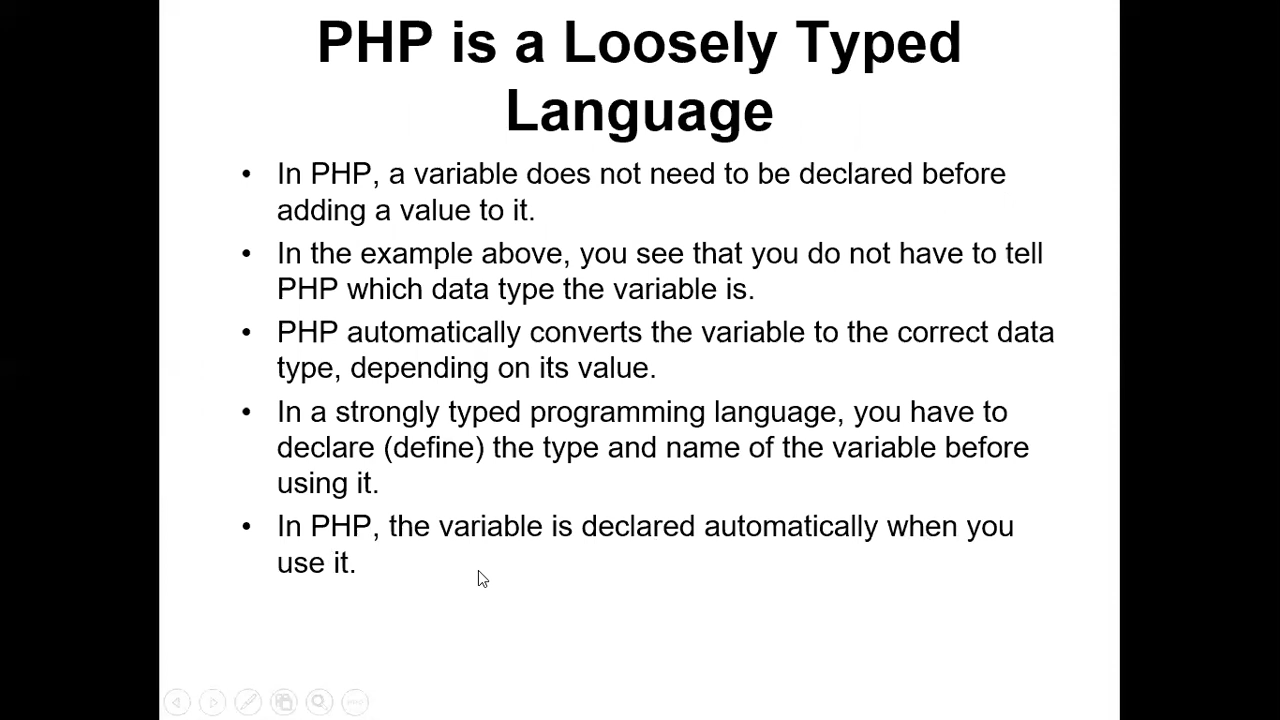 PHP is a Loosely Typed
Language
• In PHP, a variable does not need to be declared before
adding a value to it.
• In the example above, you see that you do not have to tell
PHP which data type the variable is.
• PHP automatically converts the variable to the correct data
type, depending on its value.
• In a strongly typed programming language, you have to
declare (define) the type and name of the variable before
using it.
• In PHP, the variable is declared automatically when you
use it.